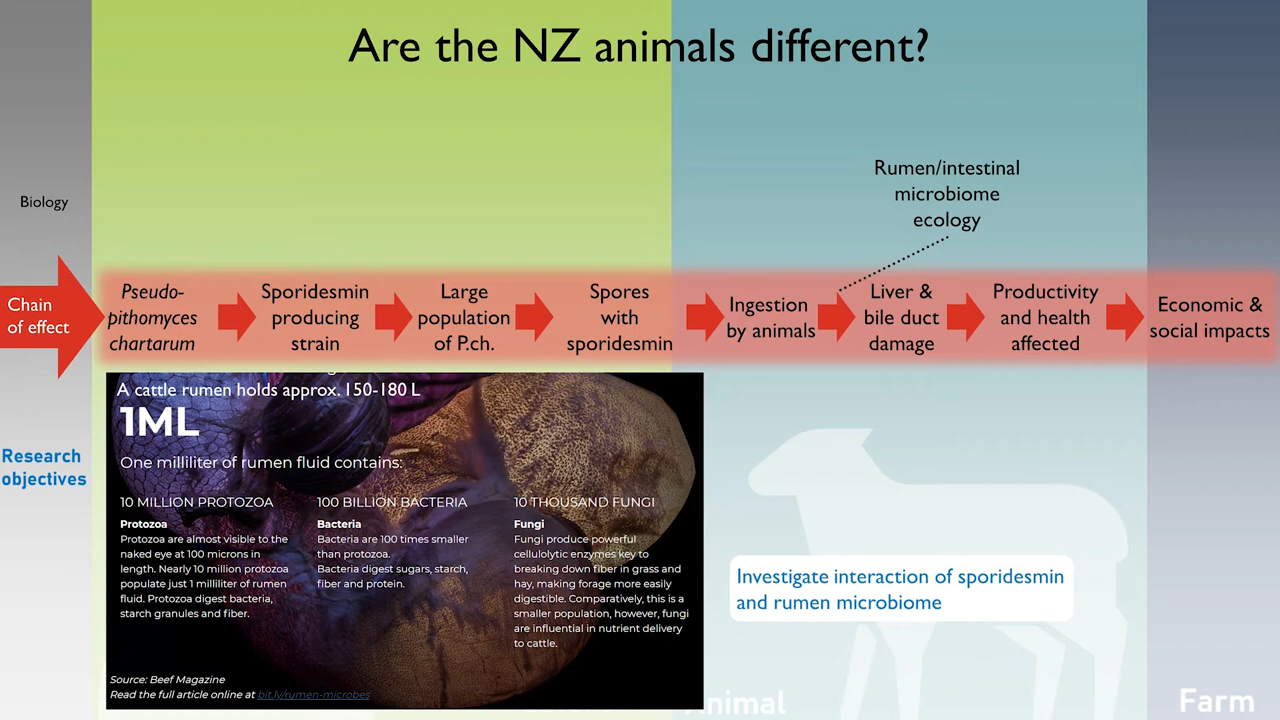 Are the NZ animals different?
Rumen/intestinal
microbiome
ecology
Biology
Chain
of effect
Pseudo-
pithomyces
chartarum
Sporidesmin
producing
strain
Large
population
of P.ch.
Spores
with
sporidesmin
Ingestion
by animals
Liver &
bile duct
damage
Productivity
and health
affected
Economic &
social impacts
Research
objectives
A cattle rumen holds approx. 150-180 L
1ML
One milliliter of rumen fluid contains:
10 MILLION PROTOZOA
Protozoa
Protozoa are almost visible to the
naked eye at 100 microns in
length. Nearly 10 million protozoa
populate just 1 milliliter of rumen
fluid. Protozoa digest bacteria,
starch granules and fiber.
100 BILLION BACTERIA
Bacteria
Bacteria are 100 times smaller
than protozoa.
Bacteria digest sugars, starch,
fiber and protein.
10 THOUSAND FUNGI
Fungi
Fungi produce powerful
cellulolytic enzymes key to
breaking down fiber in grass and
hay, making forage more easily
digestible. Comparatively, this is a
smaller population, however, fungi
are influential in nutrient delivery
to cattle.
Source: Beef Magazine
Read the full article online at bit.ly/rumen-microbes
Investigate interaction of sporidesmin
and rumen microbiome
Animal
Farm